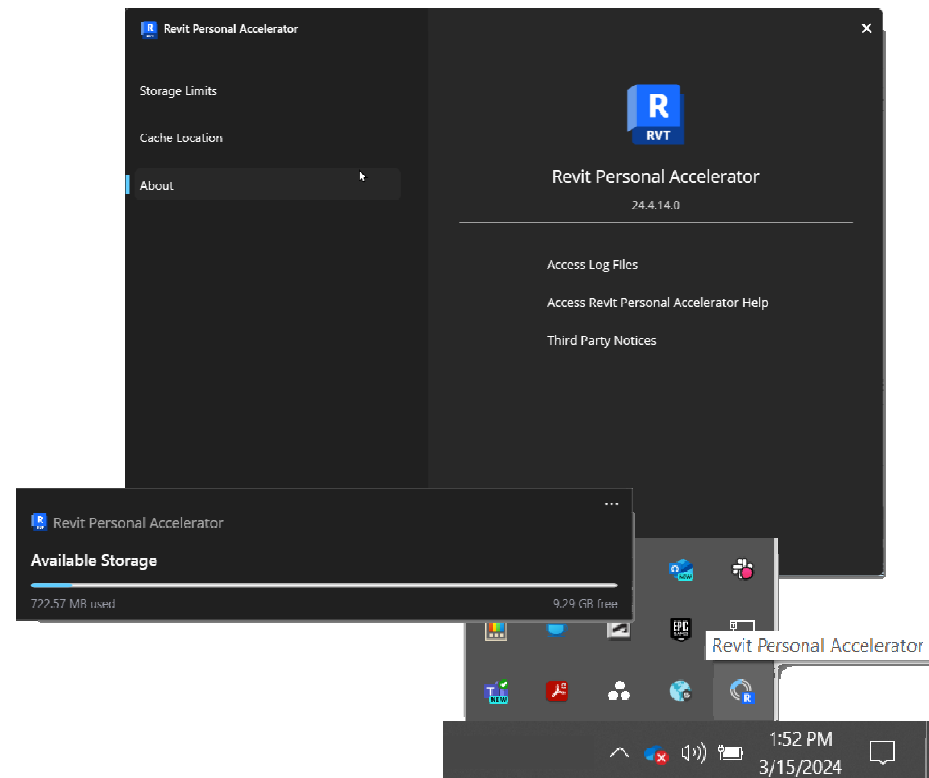 Revit Personal Accelerator
Storage Limits
Cache Location
About
R
RVT
Revit Personal Accelerator
24.4.14.0
Access Log Files
Access Revit Personal Accelerator Help
Third Party Notices
Revit Personal Accelerator
Available Storage
722.57 MB used
9.29 GB free
NEW
EPIC
GAMES
Revit Personal Accelerator
T
NEW
R
1:52 PM
3/15/2024